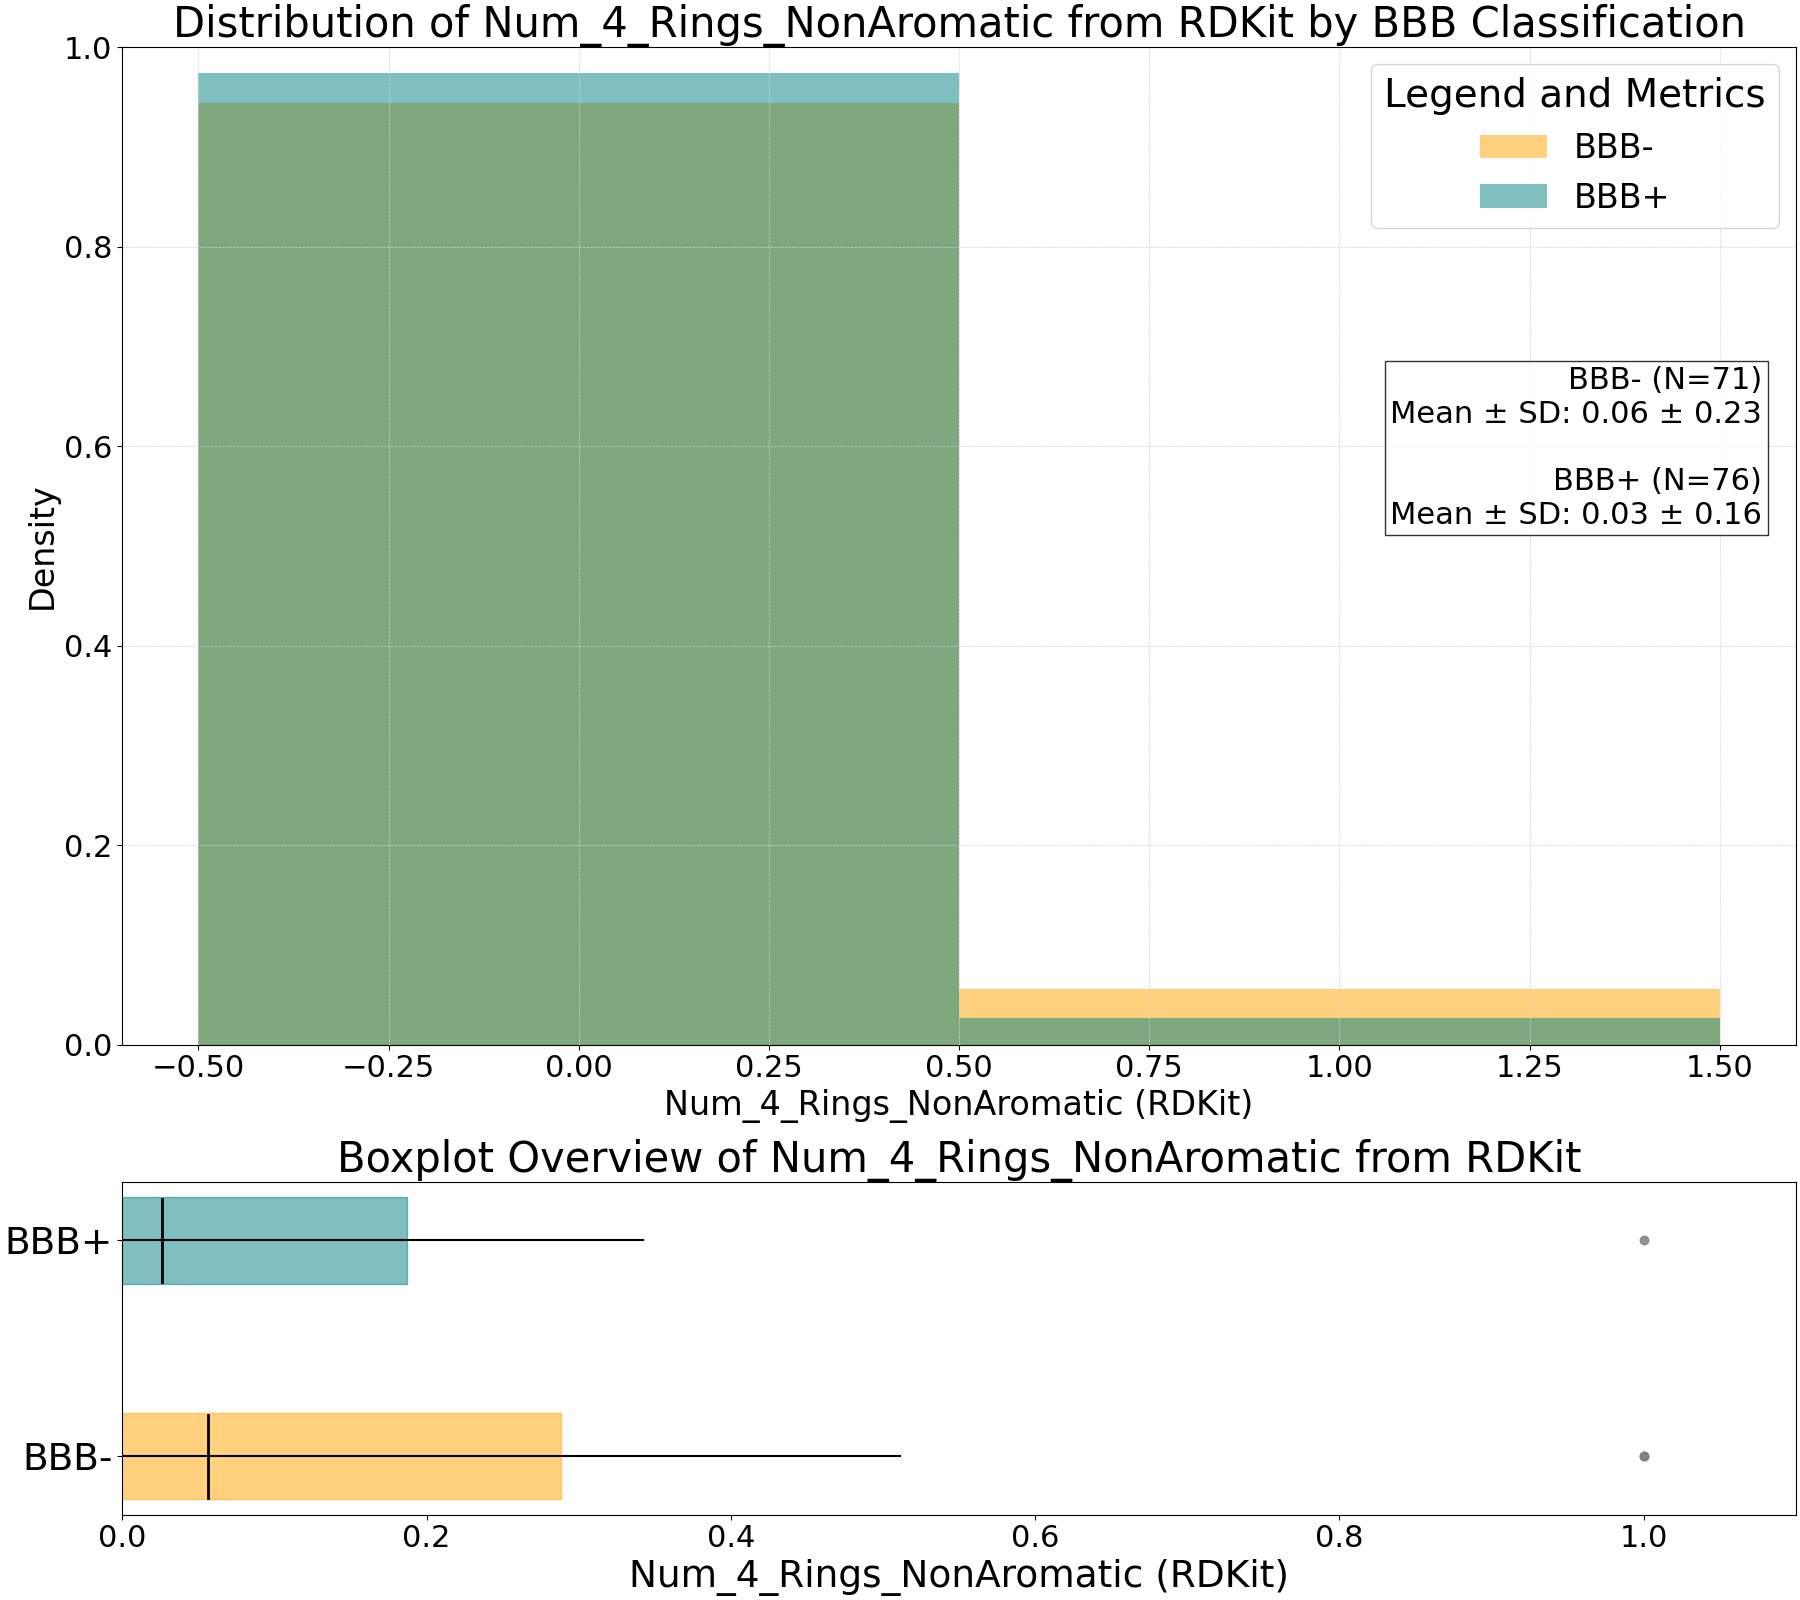 Distribution of Num_4_Rings_NonAromatic from RDKit by BBB Classification
1.0
0.8
0.6
0.4
0.2
0.0
Density
Legend and Metrics
BBB-
BBB+
BBB- (N=71)
Mean ± SD: 0.06 ± 0.23
BBB+ (N=76)
Mean ± SD: 0.03 ± 0.16
−0.50 −0.25 0.00 0.25 0.50 0.75 1.00 1.25 1.50
Num_4_Rings_NonAromatic (RDKit)
Boxplot Overview of Num_4_Rings_NonAromatic from RDKit
BBB+
BBB-
0.0 0.2 0.4 0.6 0.8 1.0
Num_4_Rings_NonAromatic (RDKit)